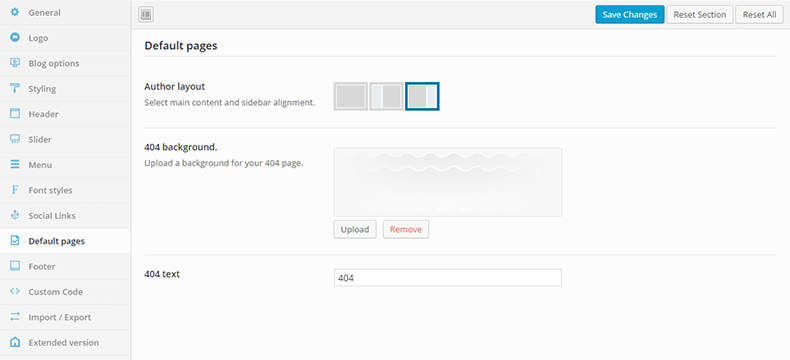 General
Logo
Blog options
Styling
Header
Slider
Menu
Font styles
Social Links
Default pages
Footer
Custom Code
Import / Export
Extended version
Save Changes
Reset Section
Reset All
Default pages
Author layout
Select main content and sidebar alignment.
404 background.
Upload a background for your 404 page.
Upload
Remove
404 text
404